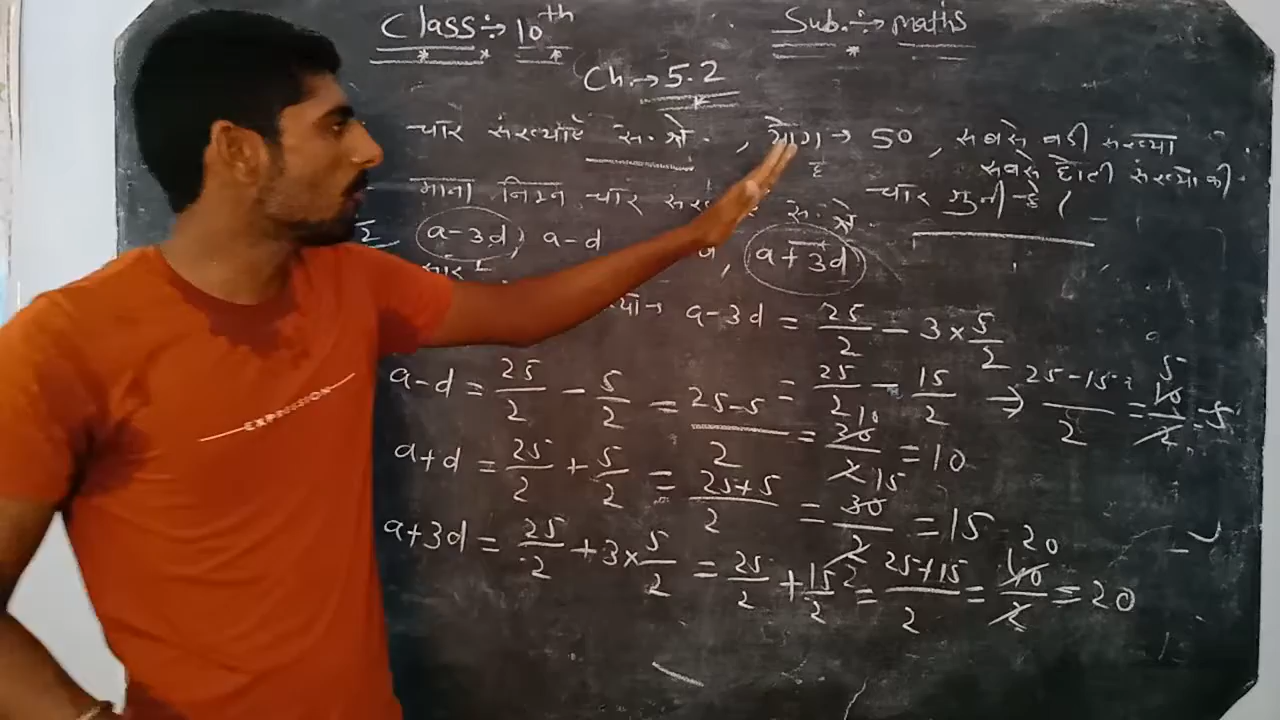 Class÷ 10th
Sub.÷ maths
Ch.→ 5.2
चार संख्याएं स. श्रे. , योग → 50 , सबसे बड़ी संख्या
सबसे छोटी संख्या की
चार गुनी है।
माना निम्न चार स. श्रे
a-3d, a-d , a+3d
a-3d = 25/2 - 3×5/2
= 25/2 - 15/2 → 25-15/2 = 10/2 = 5
a-d = 25/2 - 5/2 = 25-5/2 = 20/2 = 10
a+d = 25/2 + 5/2 = 25+5/2 = 30/2 = 15
a+3d = 25/2 + 3×5/2 = 25/2 + 15/2 = 25+15/2 = 40/2 = 20
EXPRESSION